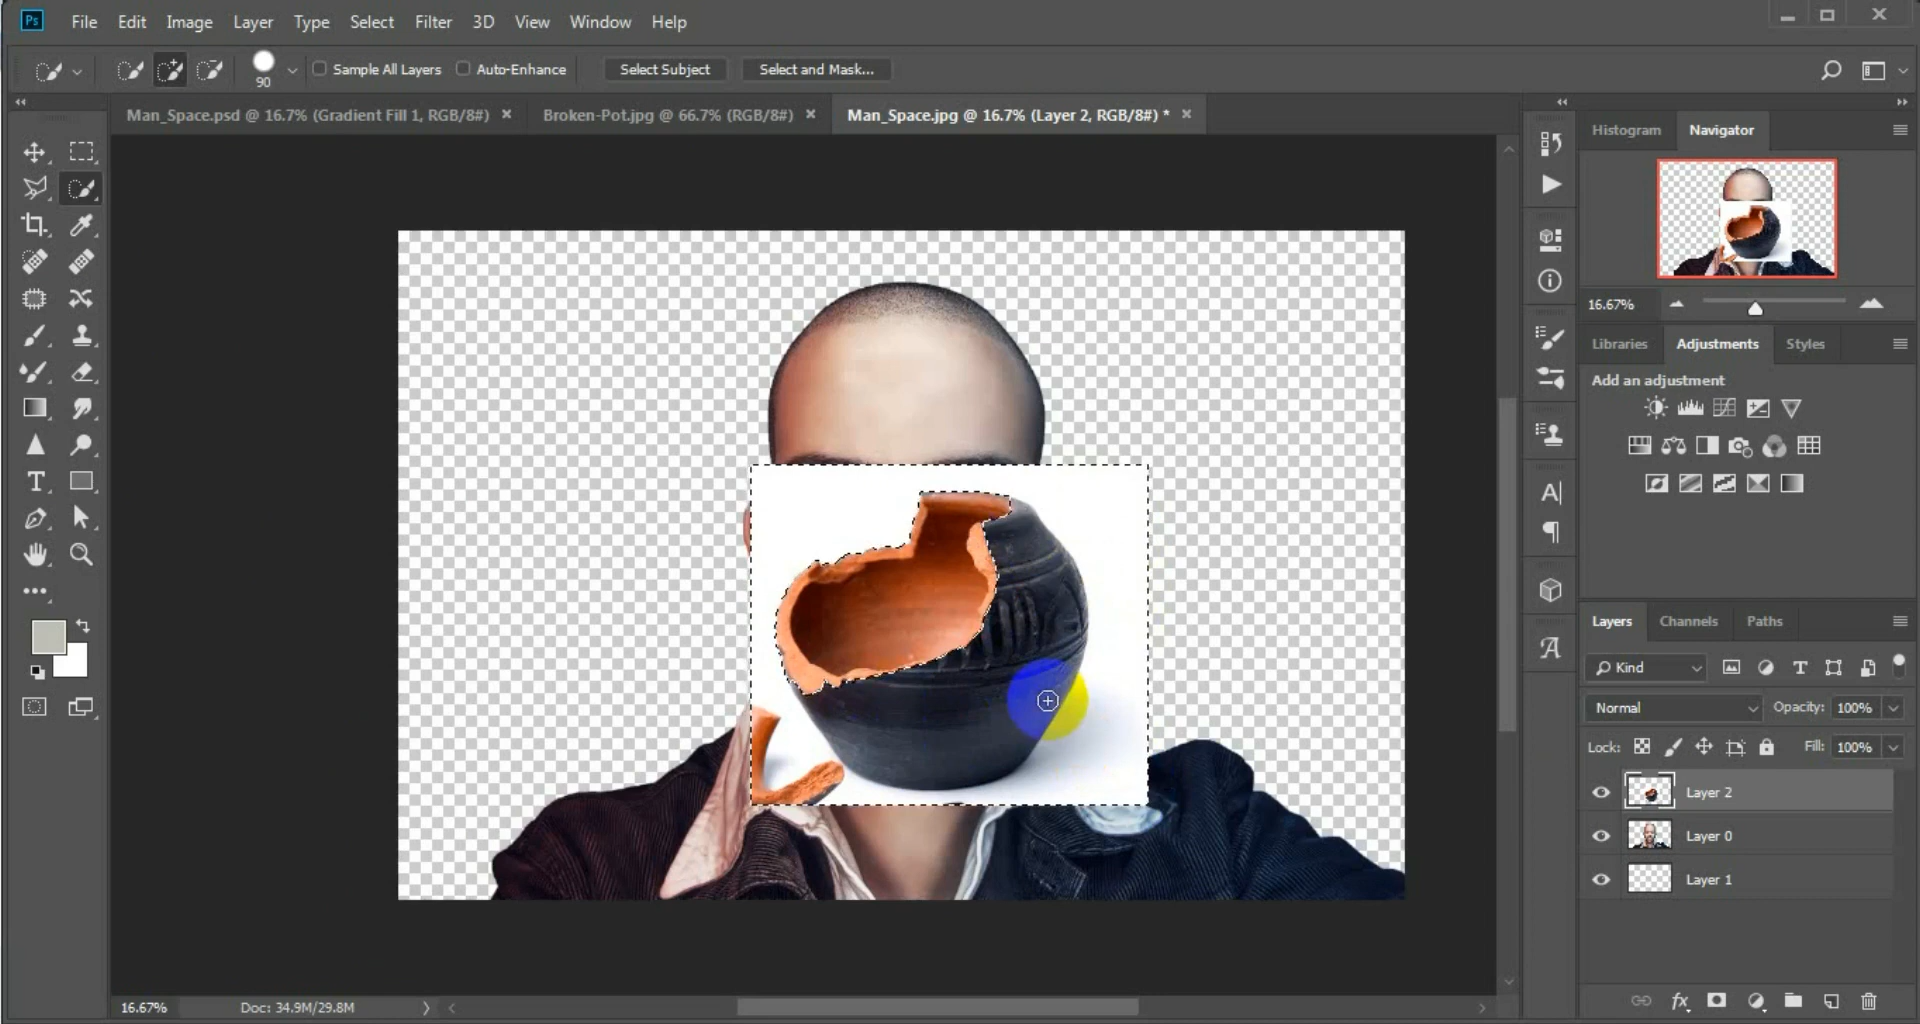 Ps File Edit Image Layer Type Select Filter 3D View Window Help
90 Sample All Layers Auto-Enhance Select Subject Select and Mask...
Man_Space.psd @ 16.7% (Gradient Fill 1, RGB/8#) × Broken-Pot.jpg @ 66.7% (RGB/8#) × Man_Space.jpg @ 16.7% (Layer 2, RGB/8#) * ×
Histogram Navigator
16.67%
Libraries Adjustments Styles
Add an adjustment
Layers Channels Paths
Kind
Normal Opacity: 100%
Lock: Fill: 100%
Layer 2
Layer 0
Layer 1
16.67% Doc: 34.9M/29.8M